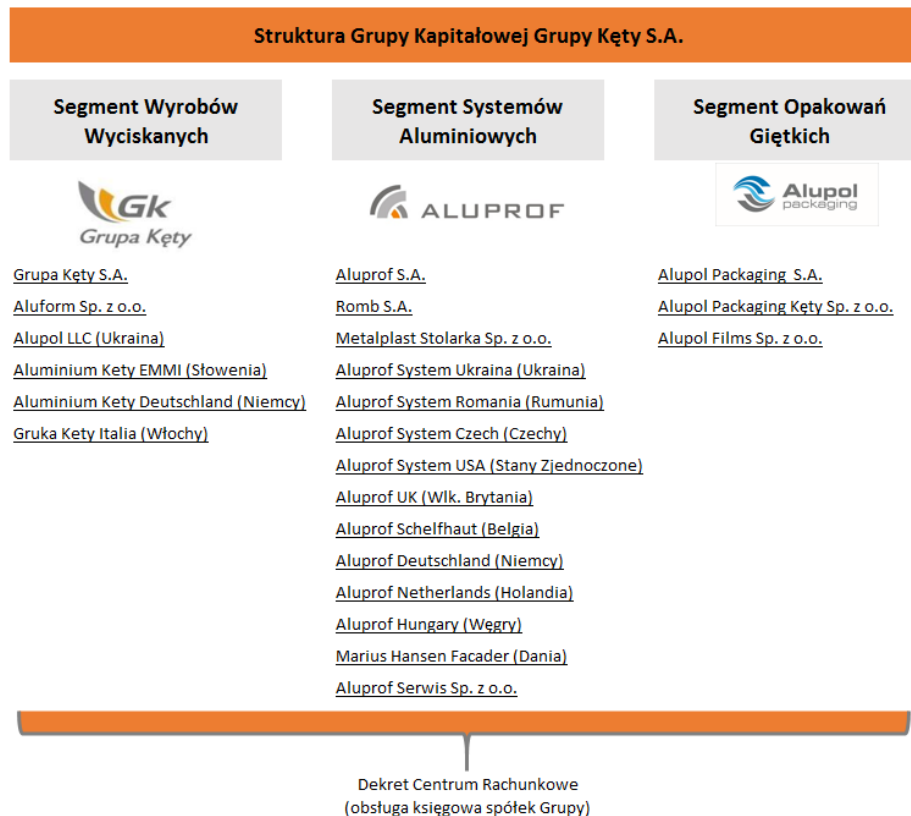 Struktura Grupy Kapitałowej Grupy Kęty S.A.
Segment Wyrobów
Wyciskanych
Gk
Grupa Kęty
Grupa Kęty S.A.
Aluform Sp. z o.o.
Alupol LLC (Ukraina)
Aluminium Kety EMMI (Słowenia)
Aluminium Kety Deutschland (Niemcy)
Gruka Kety Italia (Włochy)
Segment Systemów
Aluminiowych
ALUPROF
Aluprof S.A.
Romb S.A.
Metalplast Stolarka Sp. z o.o.
Aluprof System Ukraina (Ukraina)
Aluprof System Romania (Rumunia)
Aluprof System Czech (Czechy)
Aluprof System USA (Stany Zjednoczone)
Aluprof UK (Wlk. Brytania)
Aluprof Schelfhaut (Belgia)
Aluprof Deutschland (Niemcy)
Aluprof Netherlands (Holandia)
Aluprof Hungary (Węgry)
Marius Hansen Facader (Dania)
Aluprof Serwis Sp. z o.o.
Segment Opakowań
Giętkich
Alupol
packaging
Alupol Packaging S.A.
Alupol Packaging Kęty Sp. z o.o.
Alupol Films Sp. z o.o.
Dekret Centrum Rachunkowe
(obsługa księgowa spółek Grupy)